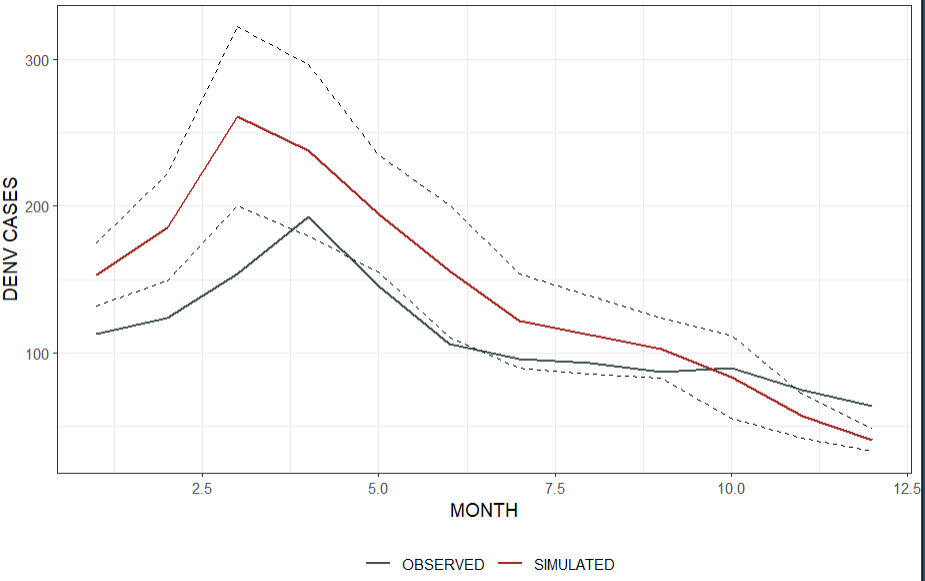 DENV CASES
300
200
100
2.5 5.0 7.5 10.0 12.5
MONTH
OBSERVED SIMULATED